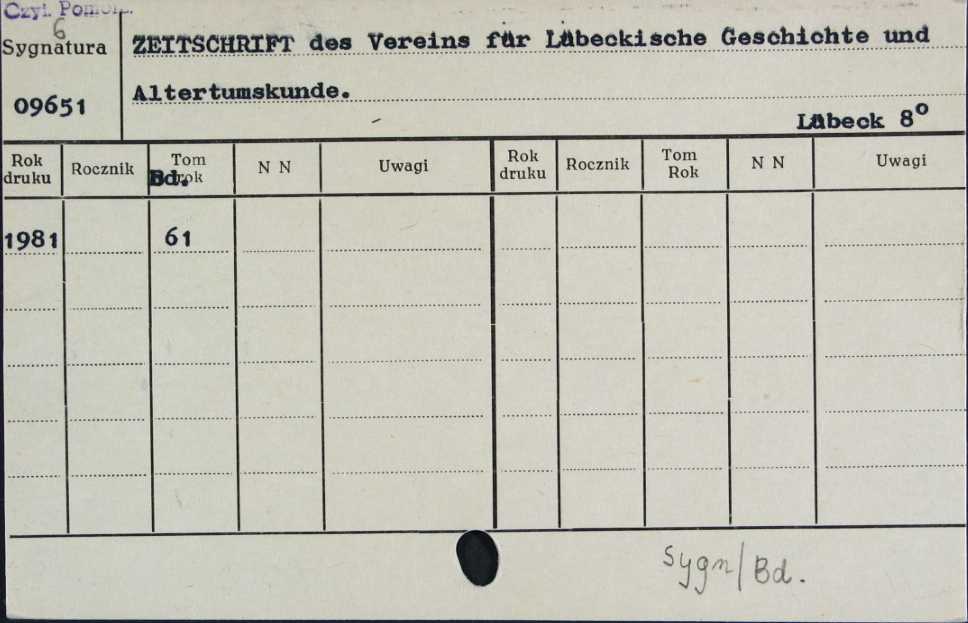 Czyt. Pomor.
6
Sygnatura
ZEITSCHRIFT des Vereins für Lübeckische Geschichte und
Altertumskunde.
09651
Lübeck 8º
Rok druku Rocznik Tom rok Bd. N N Uwagi Rok druku Rocznik Tom Rok N N Uwagi
1981 61
Sygn/Bd.